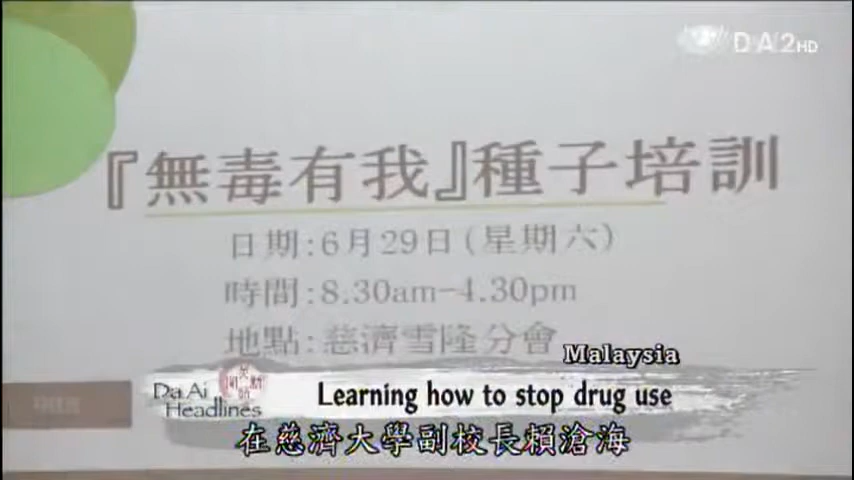 DA2HD
『無毒有我』種子培訓
日期:6月29日(星期六)
時間:8.30am-4.30pm
地點:慈濟雪隆分會
Malaysia
Da Ai
Headlines
Learning how to stop drug use
在慈濟大學副校長賴滄海